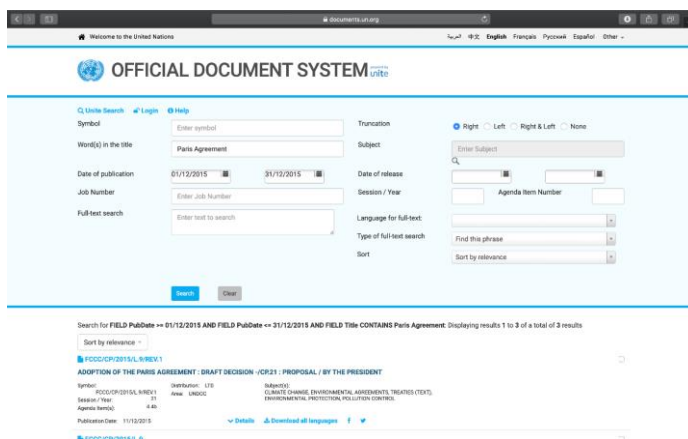 documents.un.org
Welcome to the United Nations
العربية 中文 English Français Русский Español Other
OFFICIAL DOCUMENT SYSTEM unite
Unite Search Login Help
Symbol Enter symbol Truncation Right Left Right & Left None
Word(s) in the title Paris Agreement Subject Enter Subject
Date of publication 01/12/2015 31/12/2015 Date of release
Job Number Enter Job Number Session / Year Agenda Item Number
Full-text search Enter text to search Language for full-text:
Type of full-text search Find this phrase
Sort Sort by relevance
Search Clear
Search for FIELD PubDate >= 01/12/2015 AND FIELD PubDate <= 31/12/2015 AND FIELD Title CONTAINS Paris Agreement. Displaying results 1 to 3 of a total of 3 results
Sort by relevance
FCCC/CP/2015/L.9/REV.1
ADOPTION OF THE PARIS AGREEMENT : DRAFT DECISION -/CP.21 : PROPOSAL / BY THE PRESIDENT
Symbol: FCCC/CP/2015/L.9/REV.1 Distribution: LTD Subject(s):
Session / Year: 21 Area: UNDOC CLIMATE CHANGE, ENVIRONMENTAL AGREEMENTS, TREATIES (TEXT),
Agenda Item(s): ENVIRONMENTAL PROTECTION, POLLUTION CONTROL.
Publication Date: 11/12/2015 Details Download all languages